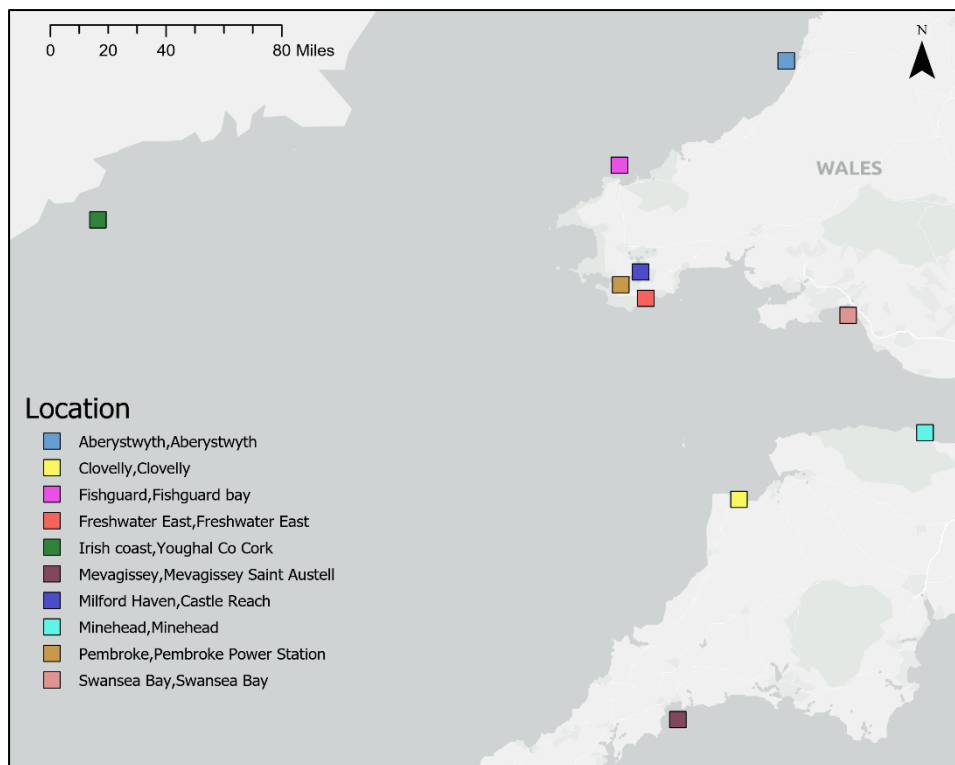 N
0 20 40 80 Miles
WALES
Location
Aberystwyth,Aberystwyth
Clovelly,Clovelly
Fishguard,Fishguard bay
Freshwater East,Freshwater East
Irish coast,Youghal Co Cork
Mevagissey,Mevagissey Saint Austell
Milford Haven,Castle Reach
Minehead,Minehead
Pembroke,Pembroke Power Station
Swansea Bay,Swansea Bay